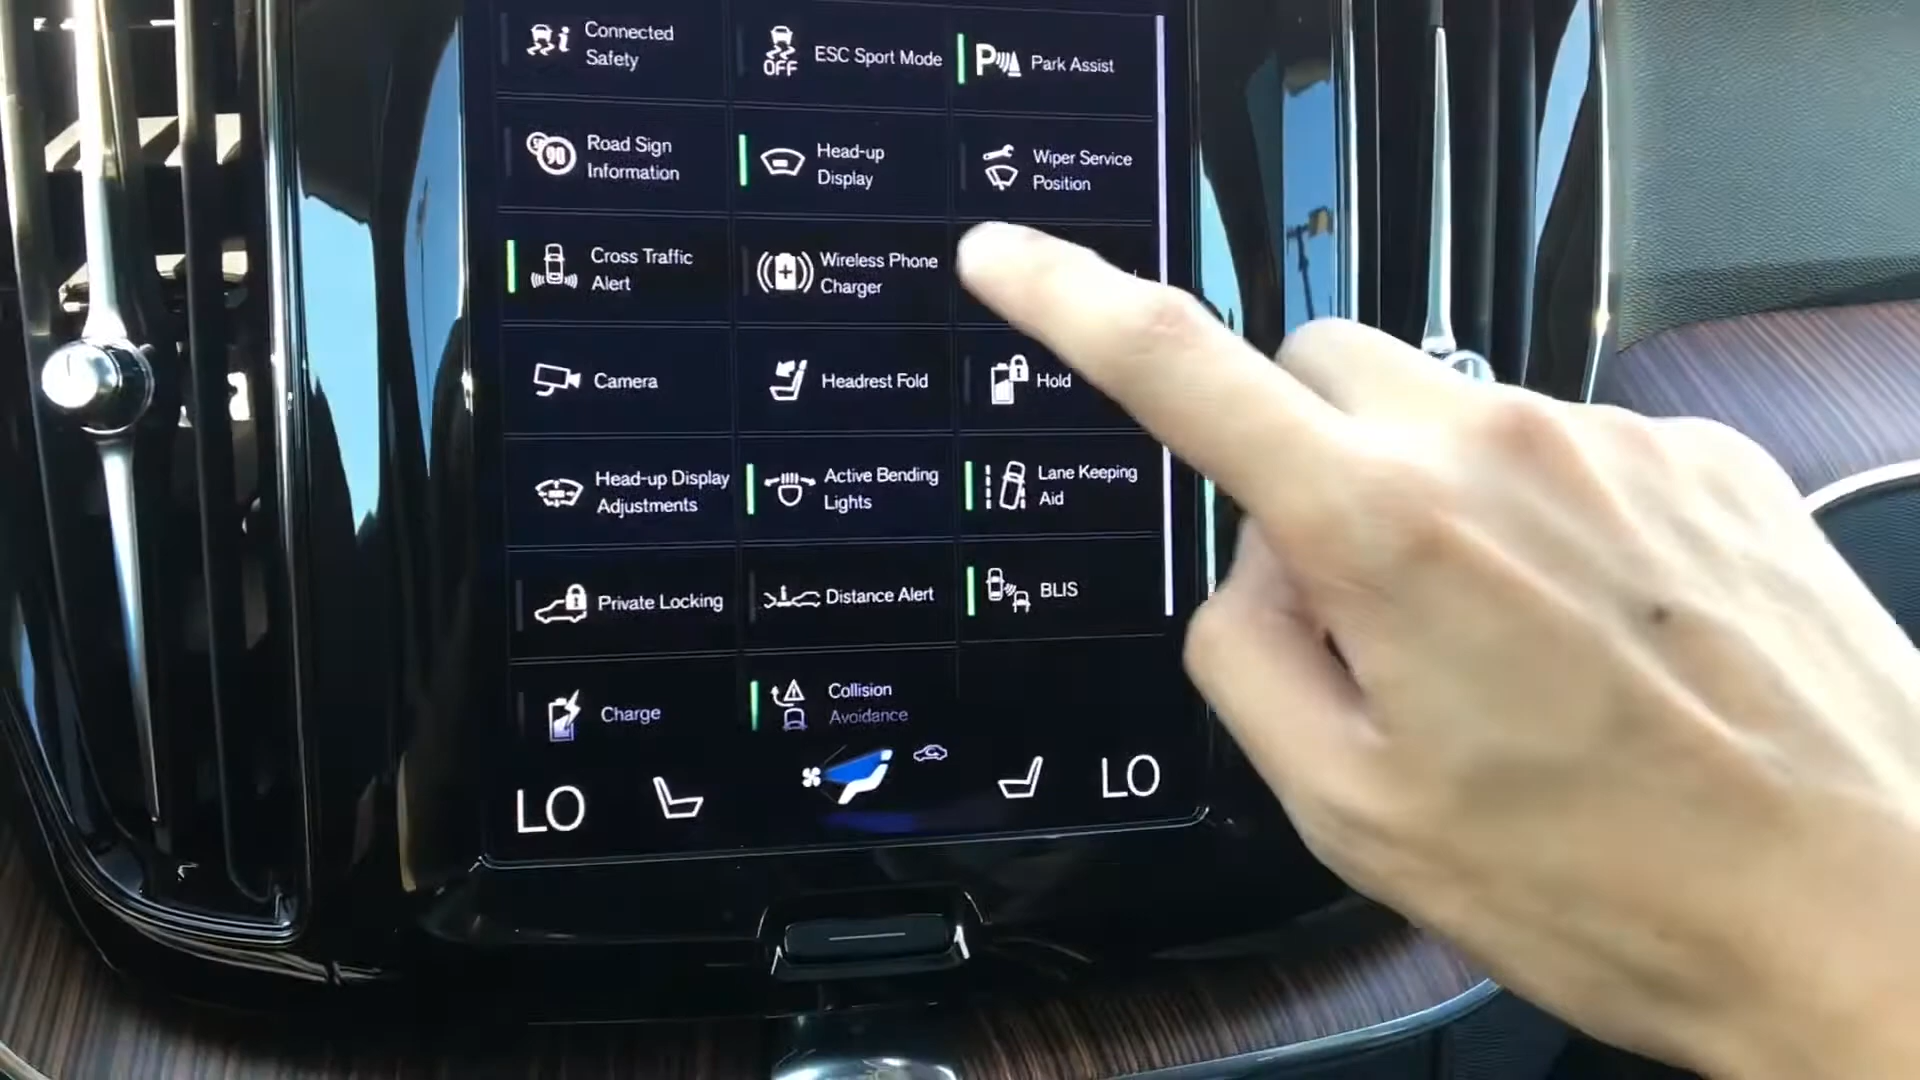 Connected
Safety
OFF
ESC Sport Mode
P
Park Assist
90
Road Sign
Information
Head-up
Display
Wiper Service
Position
Cross Traffic
Alert
Wireless Phone
Charger
Camera
Headrest Fold
Hold
Head-up Display
Adjustments
Active Bending
Lights
Lane Keeping
Aid
Private Locking
Distance Alert
BLIS
Charge
Collision
Avoidance
LO
LO